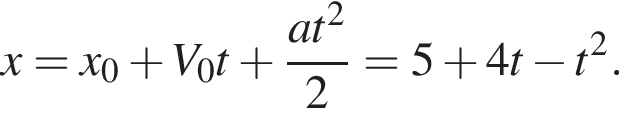 x = x₀ + V₀t + at²/2 = 5 + 4t − t².